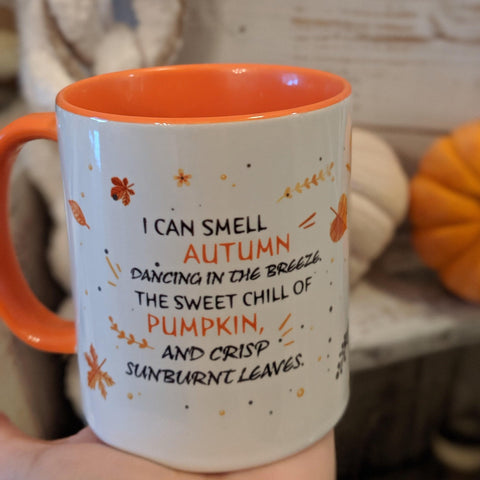 I CAN SMELL
AUTUMN
DANCING IN THE BREEZE.
THE SWEET CHILL OF
PUMPKIN,
AND CRISP
SUNBURNT LEAVES.